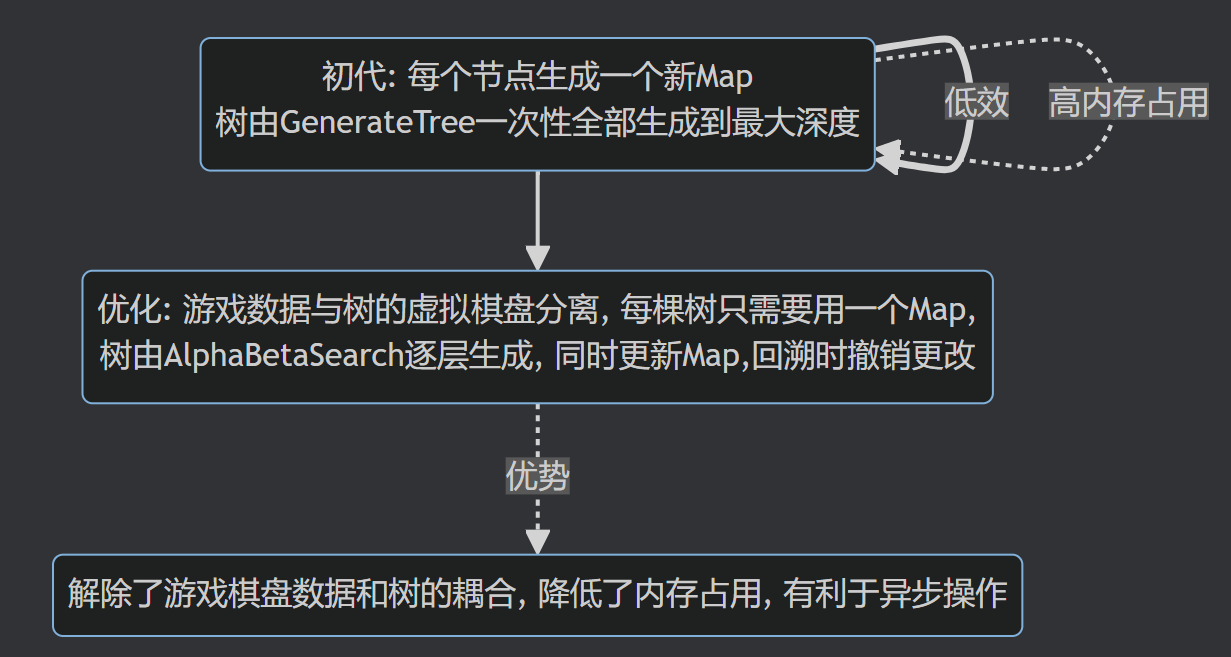 初代: 每个节点生成一个新Map
树由GenerateTree一次性全部生成到最大深度
低效
高内存占用
优化: 游戏数据与树的虚拟棋盘分离, 每棵树只需要用一个Map,
树由AlphaBetaSearch逐层生成, 同时更新Map,回溯时撤销更改
优势
解除了游戏棋盘数据和树的耦合, 降低了内存占用, 有利于异步操作